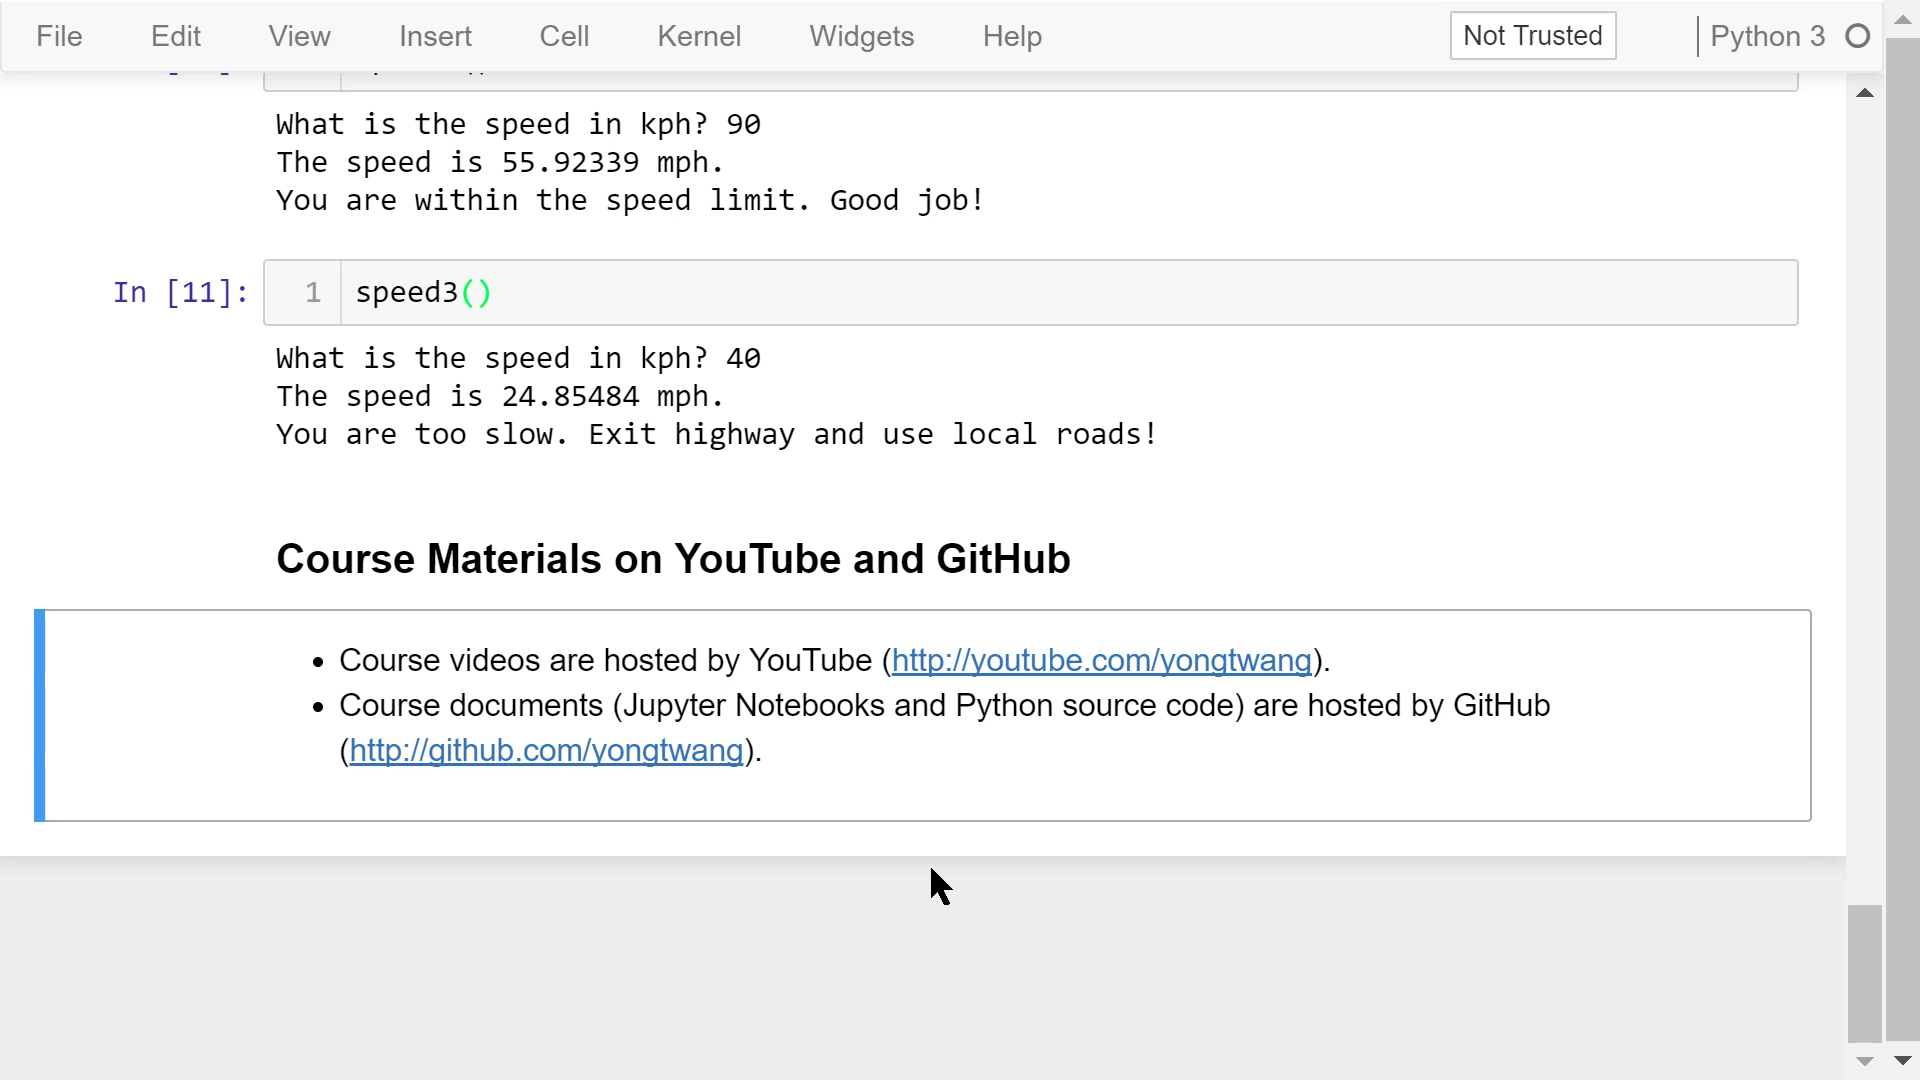 File Edit View Insert Cell Kernel Widgets Help Not Trusted Python 3
What is the speed in kph? 90
The speed is 55.92339 mph.
You are within the speed limit. Good job!
In [11]: 1 speed3()
What is the speed in kph? 40
The speed is 24.85484 mph.
You are too slow. Exit highway and use local roads!
Course Materials on YouTube and GitHub
• Course videos are hosted by YouTube (http://youtube.com/yongtwang).
• Course documents (Jupyter Notebooks and Python source code) are hosted by GitHub
(http://github.com/yongtwang).